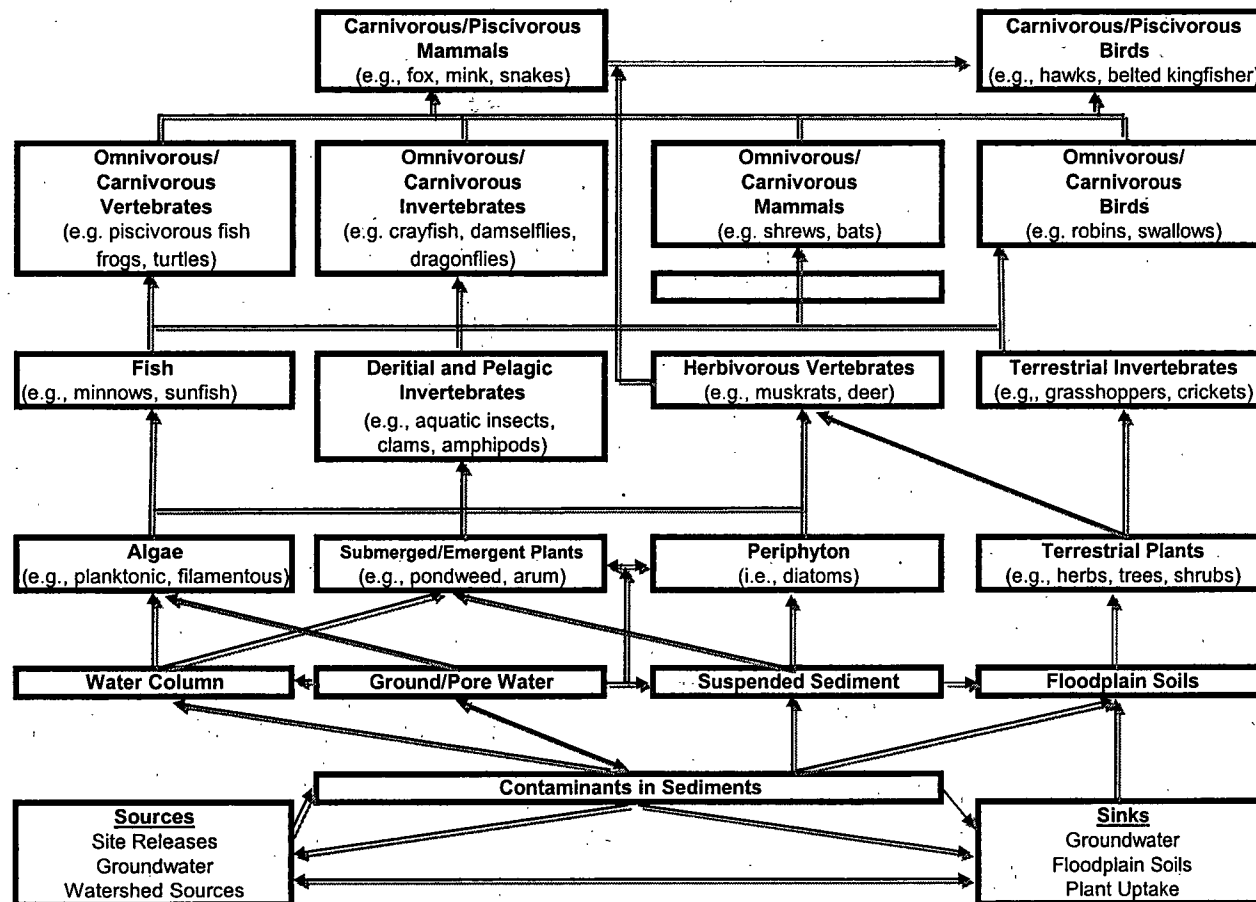 Carnivorous/Piscivorous
Mammals
(e.g., fox, mink, snakes)
Carnivorous/Piscivorous
Birds
(e.g., hawks, belted kingfisher)
Omnivorous/
Carnivorous
Vertebrates
(e.g. piscivorous fish
frogs, turtles)
Omnivorous/
Carnivorous
Invertebrates
(e.g. crayfish, damselflies,
dragonflies)
Omnivorous/
Carnivorous
Mammals
(e.g. shrews, bats)
Omnivorous/
Carnivorous
Birds
(e.g. robins, swallows)
Fish
(e.g., minnows, sunfish)
Deritial and Pelagic
Invertebrates
(e.g., aquatic insects,
clams, amphipods)
Herbivorous Vertebrates
(e.g., muskrats, deer)
Terrestrial Invertebrates
(e.g,, grasshoppers, crickets)
Algae
(e.g., planktonic, filamentous)
Submerged/Emergent Plants
(e.g., pondweed, arum)
Periphyton
(i.e., diatoms)
Terrestrial Plants
(e.g., herbs, trees, shrubs)
Water Column
Ground/Pore Water
Suspended Sediment
Floodplain Soils
Contaminants in Sediments
Sources
Site Releases
Groundwater
Watershed Sources
Sinks
Groundwater
Floodplain Soils
Plant Uptake